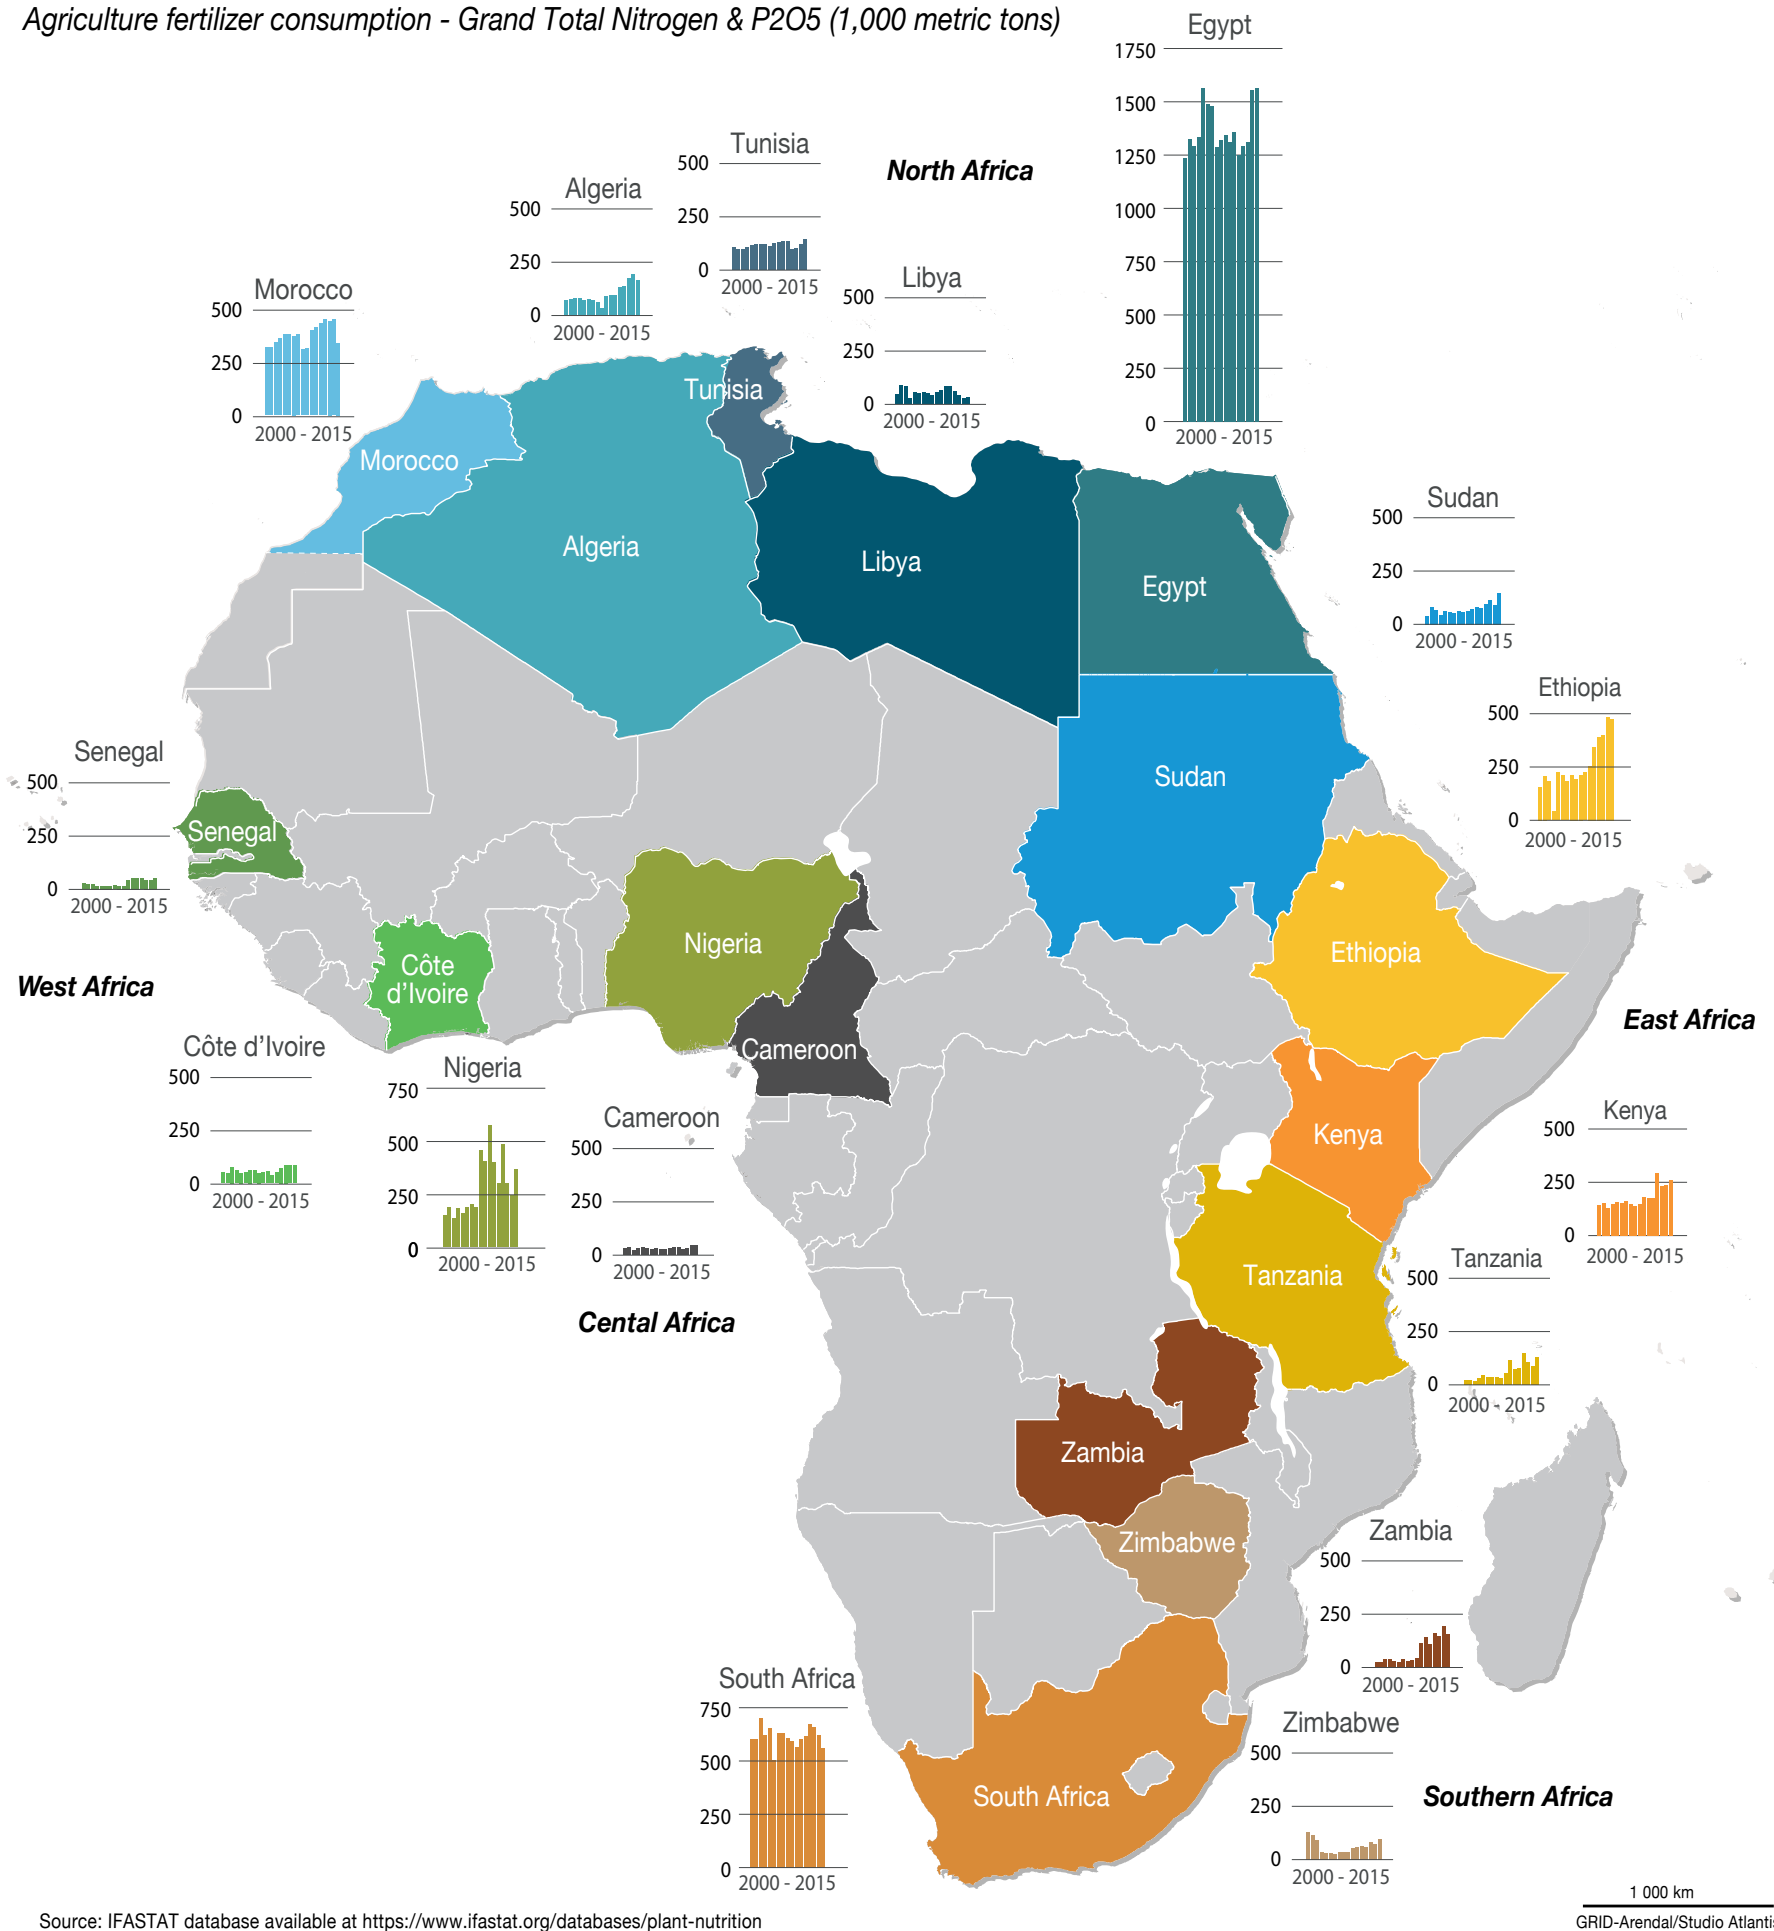 Agriculture fertilizer consumption - Grand Total Nitrogen & P2O5 (1,000 metric tons)
Egypt
1750
1500
1250
1000
750
500
250
0
2000 - 2015
Tunisia
500
250
0
2000 - 2015
North Africa
Algeria
500
250
0
2000 - 2015
Libya
500
250
0
2000 - 2015
Morocco
500
250
0
2000 - 2015
Tunisia
Morocco
Algeria
Libya
Egypt
Sudan
500
250
0
2000 - 2015
Ethiopia
500
250
0
2000 - 2015
Senegal
500
250
0
2000 - 2015
Sudan
Senegal
Nigeria
Ethiopia
Côte
d'Ivoire
Cameroon
West Africa
East Africa
Côte d'Ivoire
500
250
0
2000 - 2015
Nigeria
750
500
250
0
2000 - 2015
Cameroon
500
250
0
2000 - 2015
Cental Africa
Kenya
Kenya
500
250
0
2000 - 2015
Tanzania
Tanzania
500
250
0
2000 - 2015
Zambia
Zimbabwe
Zambia
500
250
0
2000 - 2015
South Africa
750
500
250
0
2000 - 2015
South Africa
Zimbabwe
500
250
0
2000 - 2015
Southern Africa
1 000 km
Source: IFASTAT database available at https://www.ifastat.org/databases/plant-nutrition
GRID-Arendal/Studio Atlantis